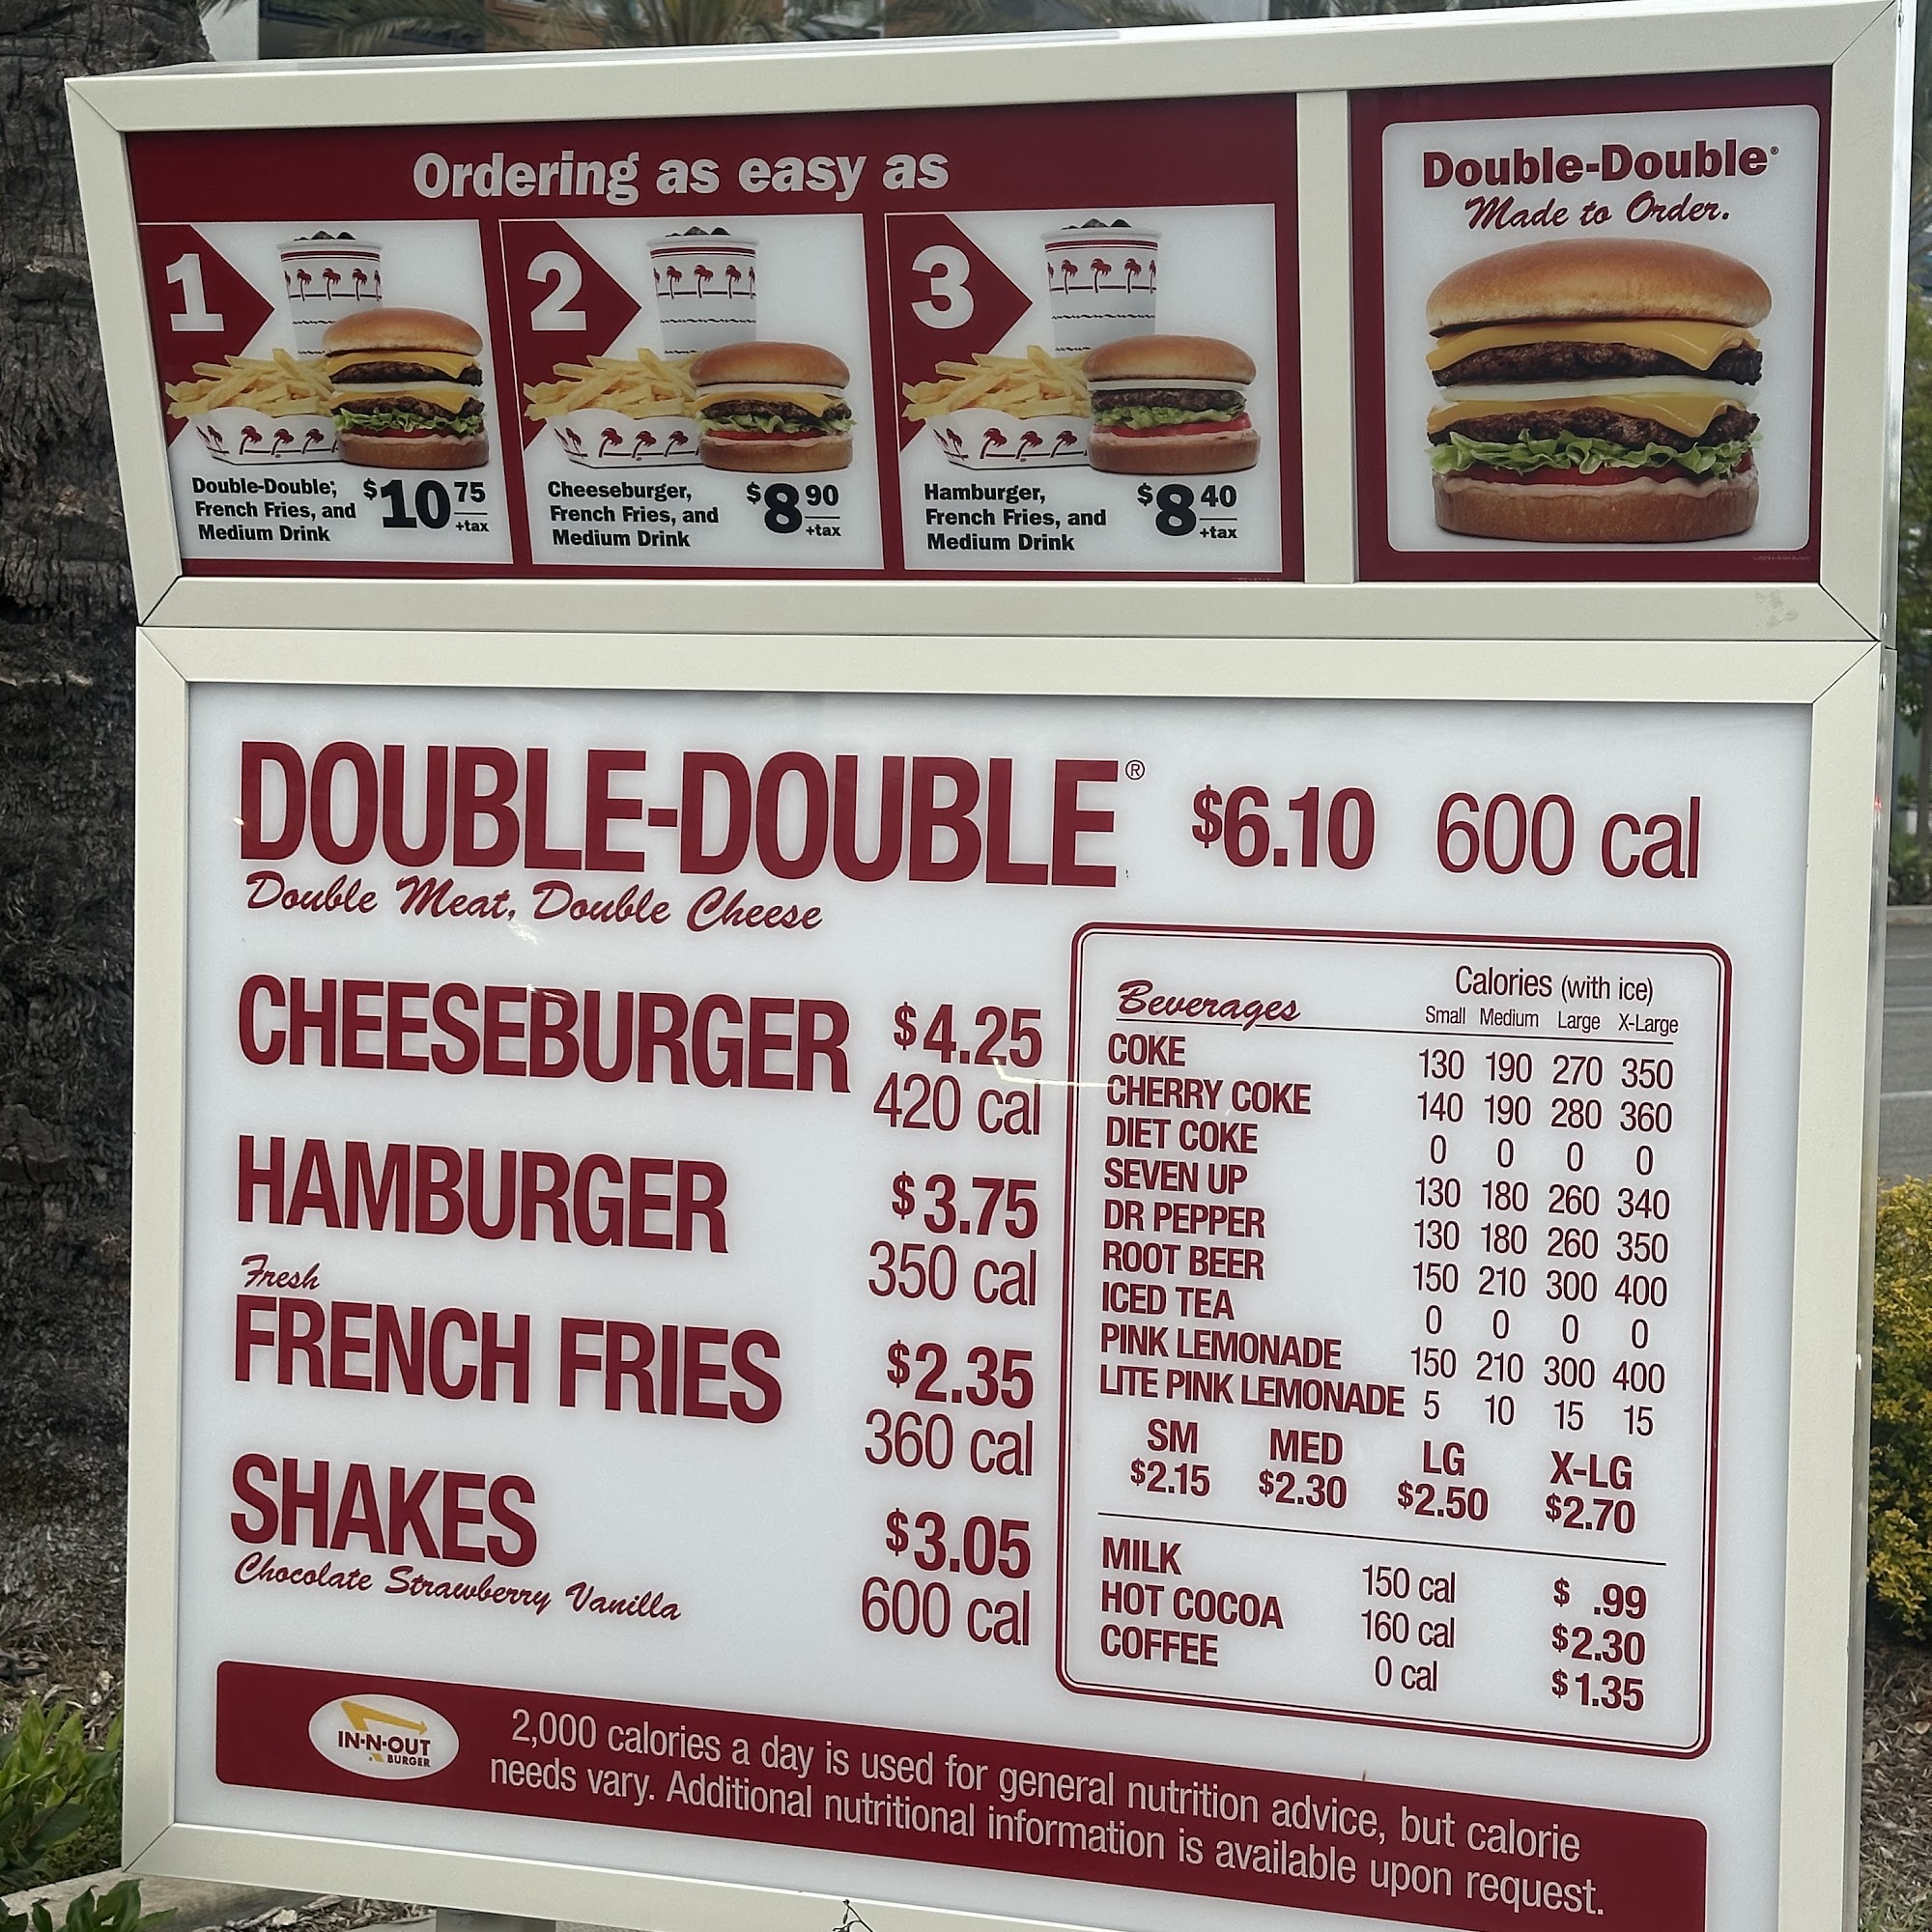 Ordering as easy as
1
Double-Double®,
French Fries, and
Medium Drink
$10 75
+tax
2
Cheeseburger,
French Fries, and
Medium Drink
$8 90
+tax
3
Hamburger,
French Fries, and
Medium Drink
$8 40
+tax
Double-Double®
Made to Order.
DOUBLE-DOUBLE® $6.10 600 cal
Double Meat, Double Cheese
CHEESEBURGER $4.25
420 cal
HAMBURGER $3.75
350 cal
Fresh
FRENCH FRIES $2.35
360 cal
SHAKES $3.05
Chocolate Strawberry Vanilla 600 cal
Calories (with ice)
Beverages Small Medium Large X-Large
COKE 130 190 270 350
CHERRY COKE 140 190 280 360
DIET COKE 0 0 0 0
SEVEN UP 130 180 260 340
DR PEPPER 130 180 260 350
ROOT BEER 150 210 300 400
ICED TEA 0 0 0 0
PINK LEMONADE 150 210 300 400
LITE PINK LEMONADE 5 10 15 15
SM MED LG X-LG
$2.15 $2.30 $2.50 $2.70
MILK 150 cal $ .99
HOT COCOA 160 cal $2.30
COFFEE 0 cal $1.35
IN-N-OUT
BURGER
2,000 calories a day is used for general nutrition advice, but calorie
needs vary. Additional nutritional information is available upon request.